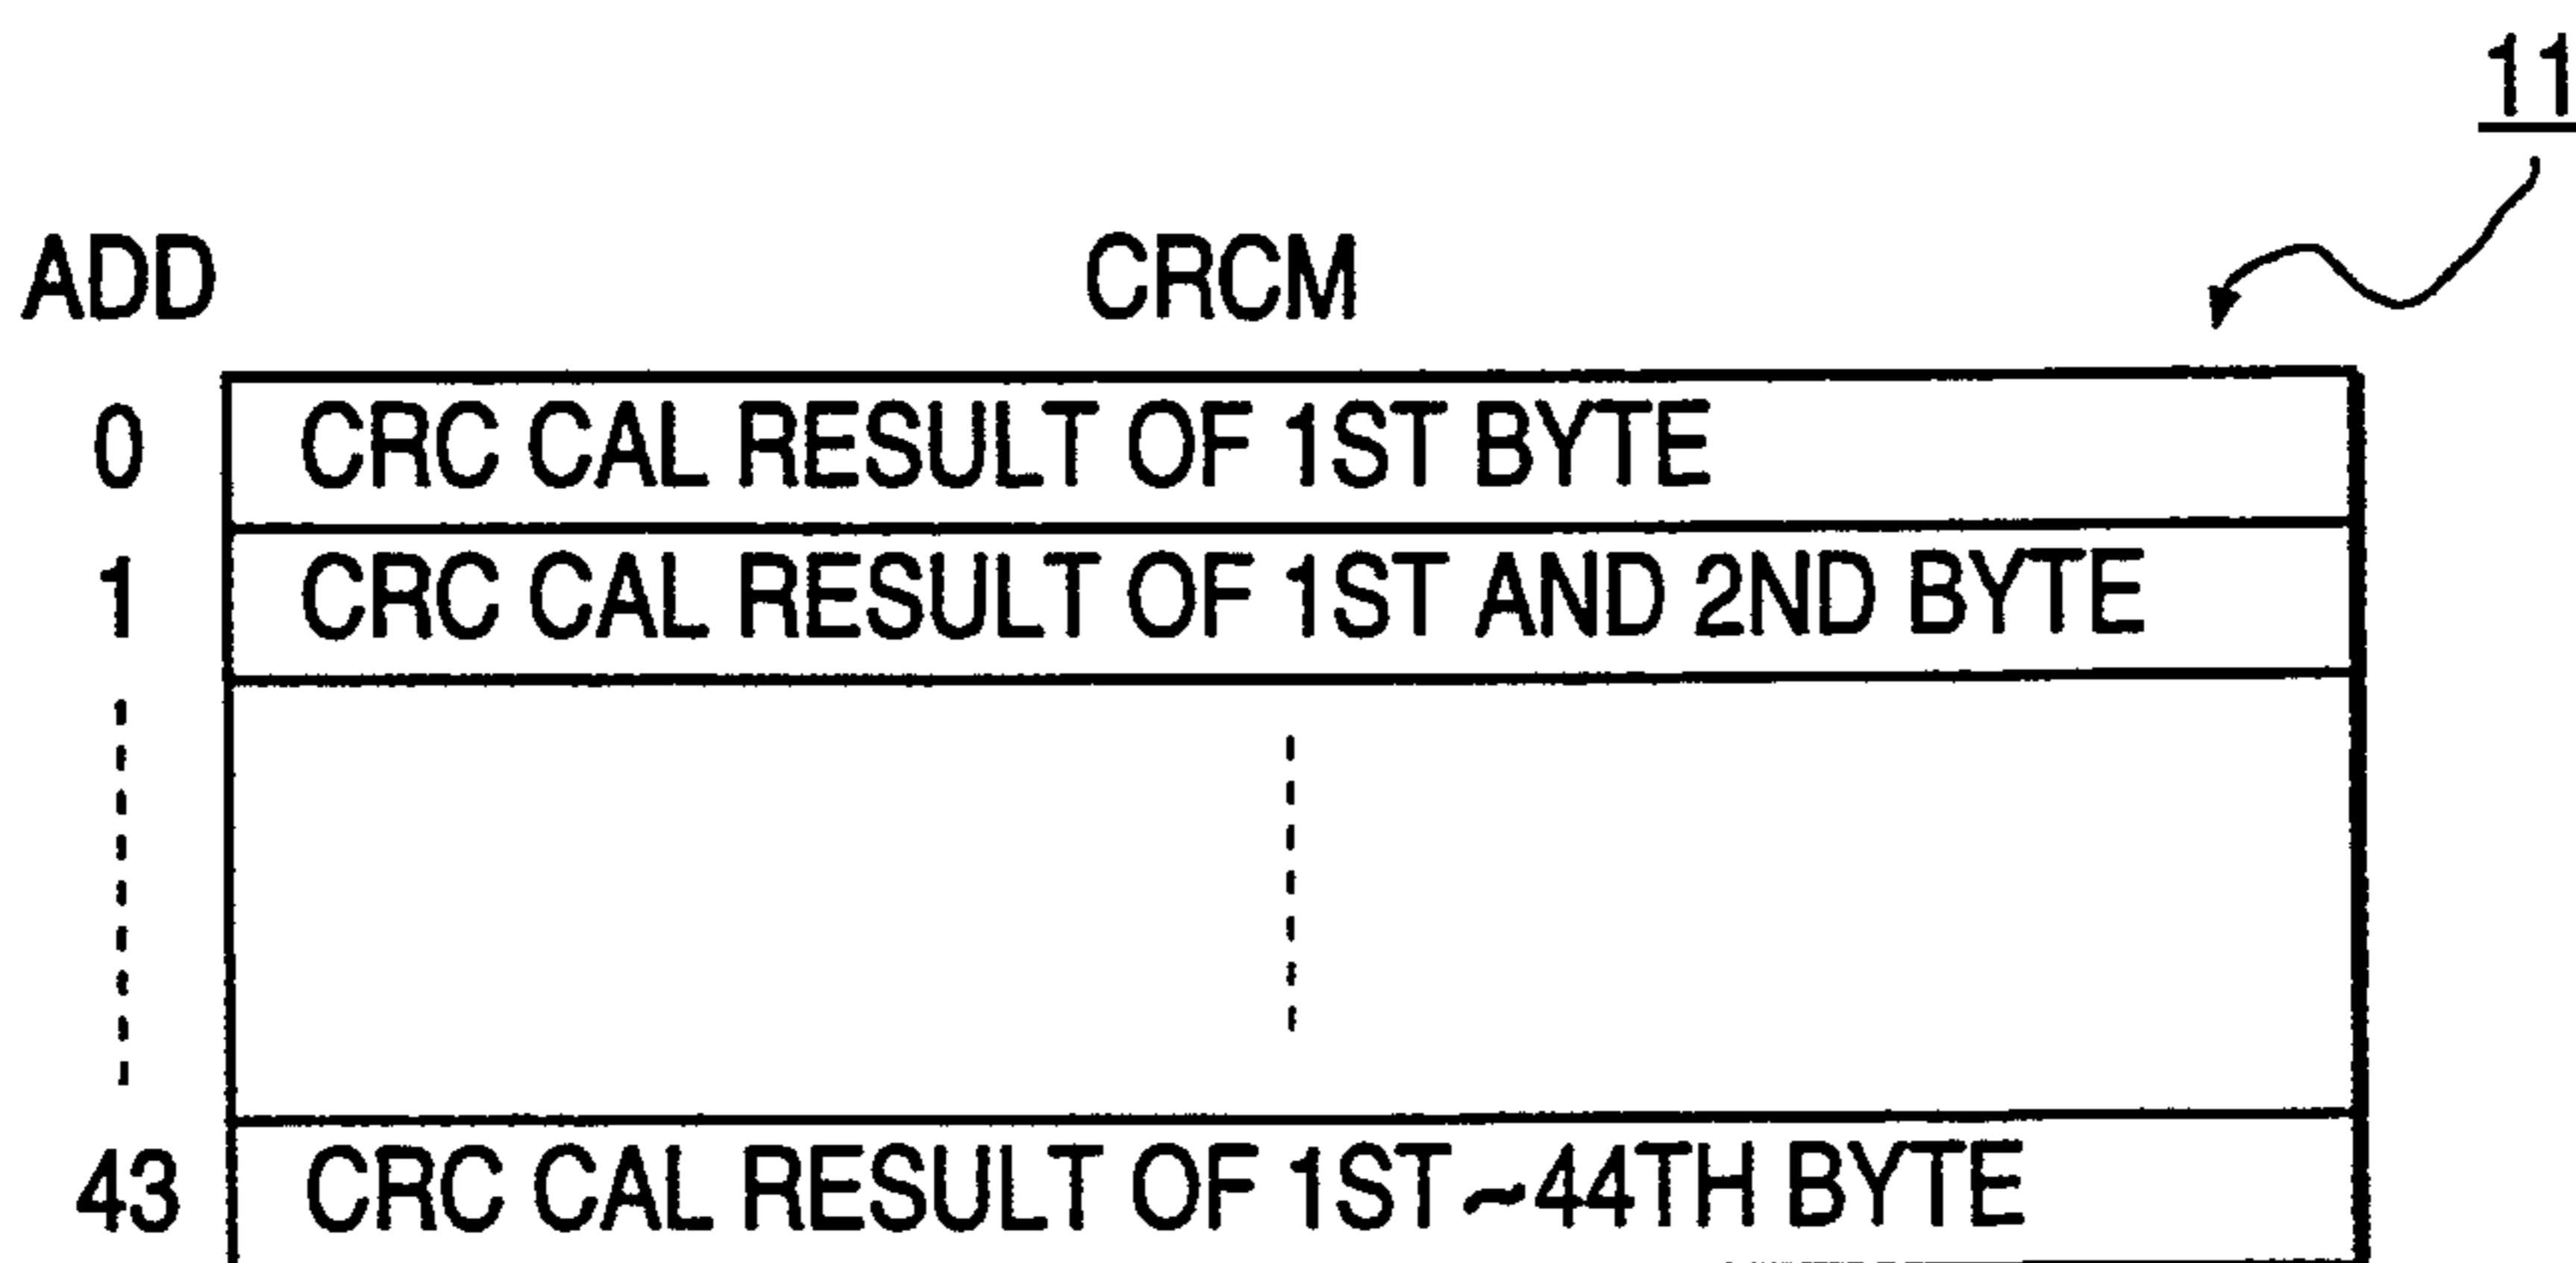 11
ADD CRCM
0 CRC CAL RESULT OF 1ST BYTE
1 CRC CAL RESULT OF 1ST AND 2ND BYTE
43 CRC CAL RESULT OF 1ST~44TH BYTE